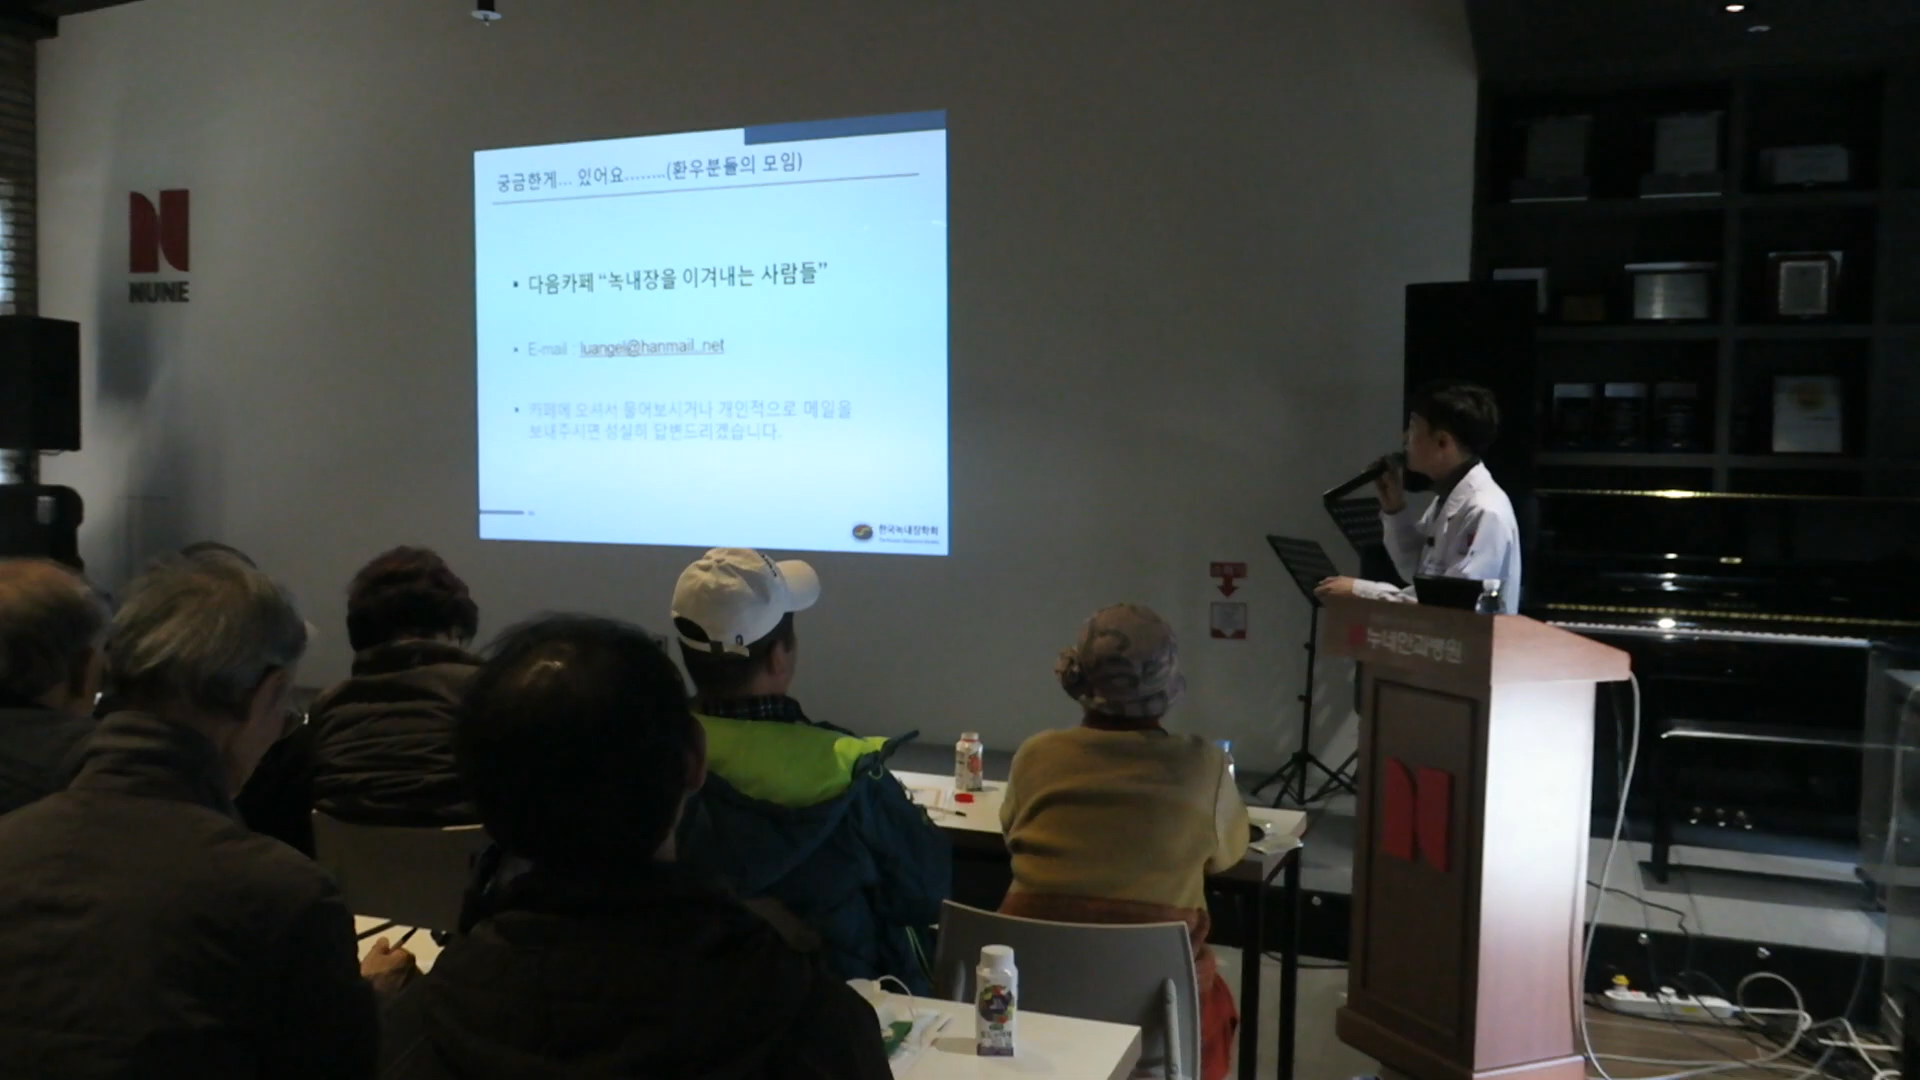 궁금한게... 있어요........(환우분들의 모임)
NUNE
▪ 다음카페 “녹내장을 이겨내는 사람들”
▪ E-mail luangel@hanmail.net
▪ 카페에 오셔서 물어보시거나 개인적으로 메일을
보내주시면 성실히 답변드리겠습니다.
한국녹내장학회
소화기
누네안과병원